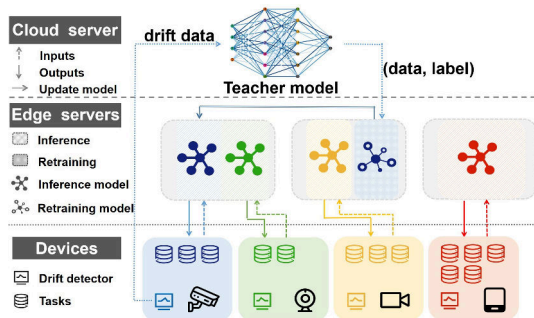 Cloud server
Inputs
Outputs
Update model
drift data
Teacher model
(data, label)
Edge servers
Inference
Retraining
Inference model
Retraining model
Devices
Drift detector
Tasks